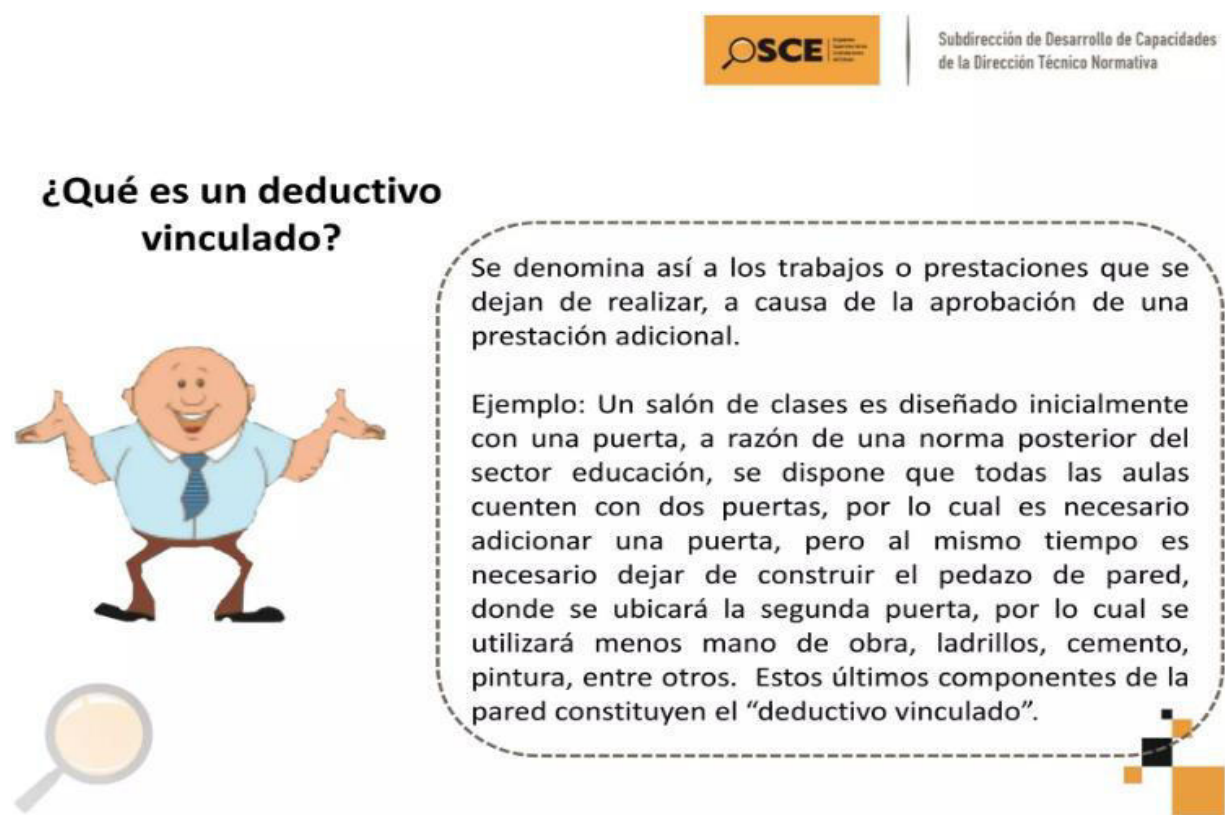 OSCE
Subdirección de Desarrollo de Capacidades
de la Dirección Técnico Normativa
¿Qué es un deductivo
vinculado?
Se denomina así a los trabajos o prestaciones que se
dejan de realizar, a causa de la aprobación de una
prestación adicional.
Ejemplo: Un salón de clases es diseñado inicialmente
con una puerta, a razón de una norma posterior del
sector educación, se dispone que todas las aulas
cuenten con dos puertas, por lo cual es necesario
adicionar una puerta, pero al mismo tiempo es
necesario dejar de construir el pedazo de pared,
donde se ubicará la segunda puerta, por lo cual se
utilizará menos mano de obra, ladrillos, cemento,
pintura, entre otros. Estos últimos componentes de la
pared constituyen el “deductivo vinculado”.